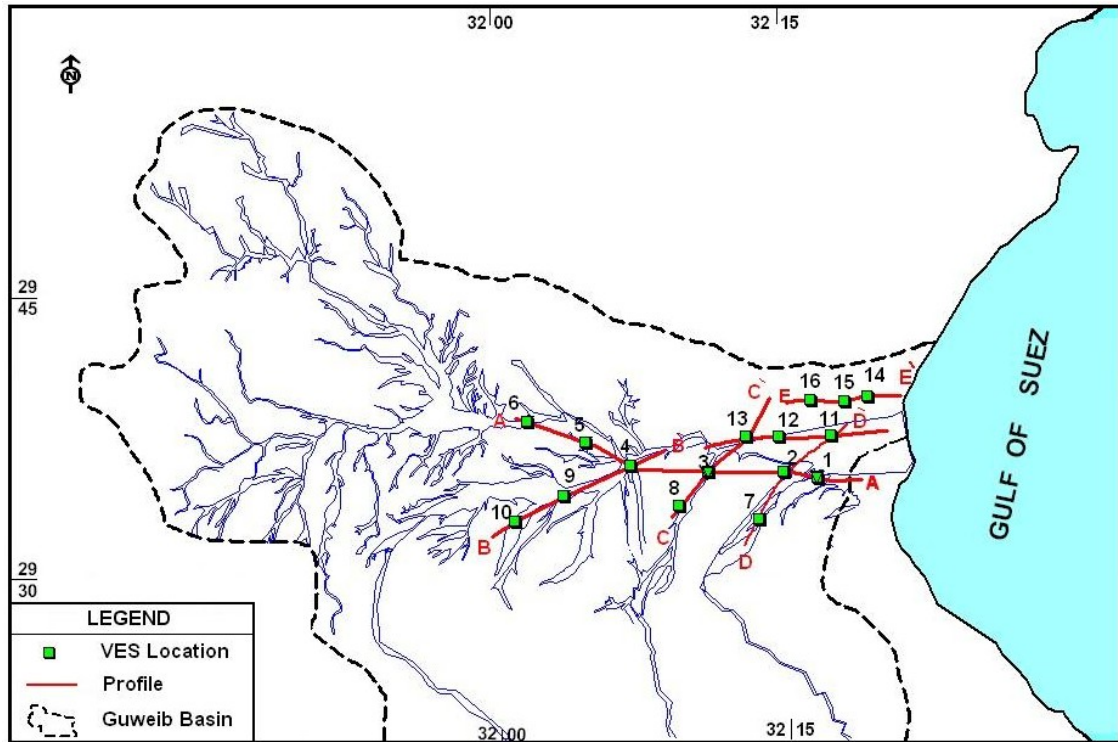 32 00
32 15
N
29
45
GULF OF SUEZ
C`
E
16
15
14
E`
6
A
5
4
B
13
12
11
D`
9
3
2
1
A
10
B
8
C
7
D
29
30
LEGEND
VES Location
Profile
Guweib Basin
32 00
32 15